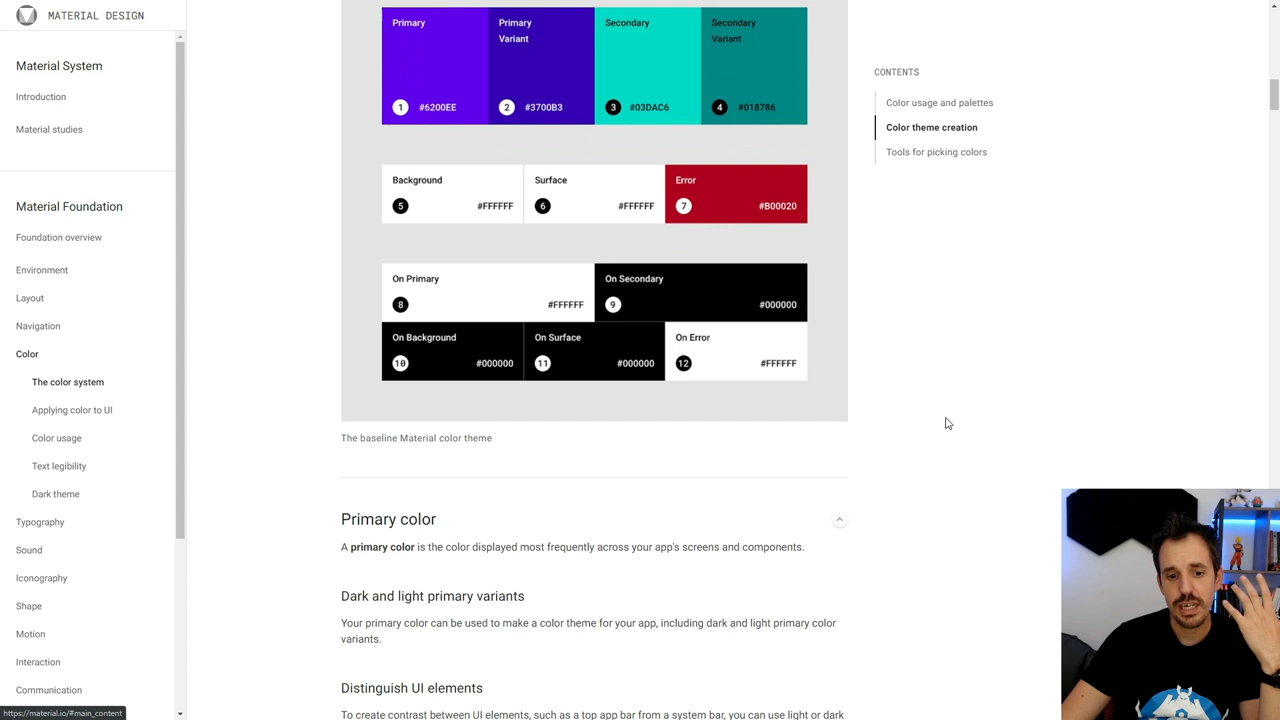 MATERIAL DESIGN
Material System
Introduction
Material studies
Material Foundation
Foundation overview
Environment
Layout
Navigation
Color
The color system
Applying color to UI
Color usage
Text legibility
Dark theme
Typography
Sound
Iconography
Shape
Motion
Interaction
Communication
https://material.io/#main_content
Primary
1 #6200EE
Primary
Variant
2 #3700B3
Secondary
3 #03DAC6
Secondary
Variant
4 #018786
Background
5 #FFFFFF
Surface
6 #FFFFFF
Error
7 #B00020
On Primary
8 #FFFFFF
On Secondary
9 #000000
On Background
10 #000000
On Surface
11 #000000
On Error
12 #FFFFFF
The baseline Material color theme
Primary color
A primary color is the color displayed most frequently across your app's screens and components.
Dark and light primary variants
Your primary color can be used to make a color theme for your app, including dark and light primary color
variants.
Distinguish UI elements
To create contrast between UI elements, such as a top app bar from a system bar, you can use light or dark
CONTENTS
Color usage and palettes
Color theme creation
Tools for picking colors